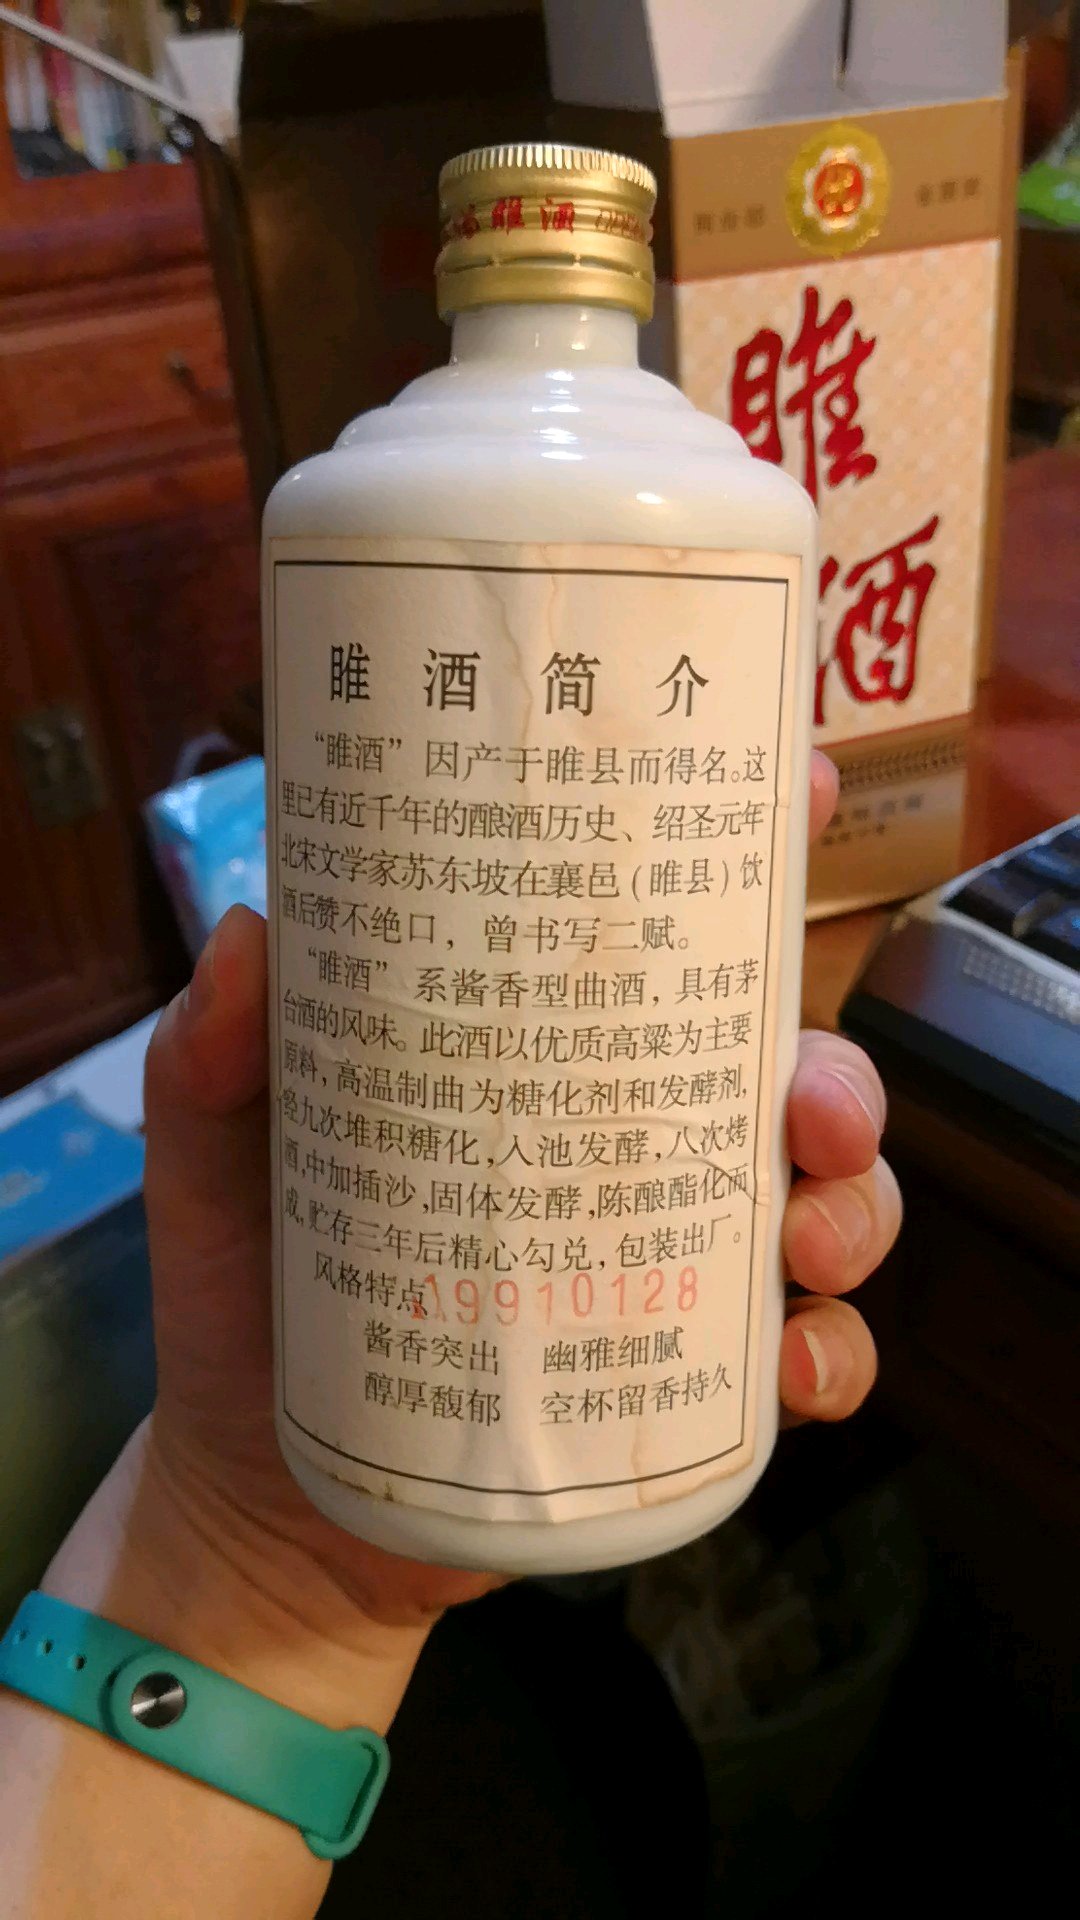 睢酒
睢
酒
睢酒简介
“睢酒”因产于睢县而得名。这
里已有近千年的酿酒历史、绍圣元年
北宋文学家苏东坡在襄邑(睢县)饮
酒后赞不绝口，曾书写二赋。
“睢酒”系酱香型曲酒，具有茅
台酒的风味。此酒以优质高粱为主要
原料，高温制曲为糖化剂和发酵剂,
经九次堆积糖化,入池发酵,八次烤
酒,中加插沙,固体发酵,陈酿酯化而
成,贮存三年后精心勾兑，包装出厂。
风格特点
19910128
酱香突出 幽雅细腻
醇厚馥郁 空杯留香持久